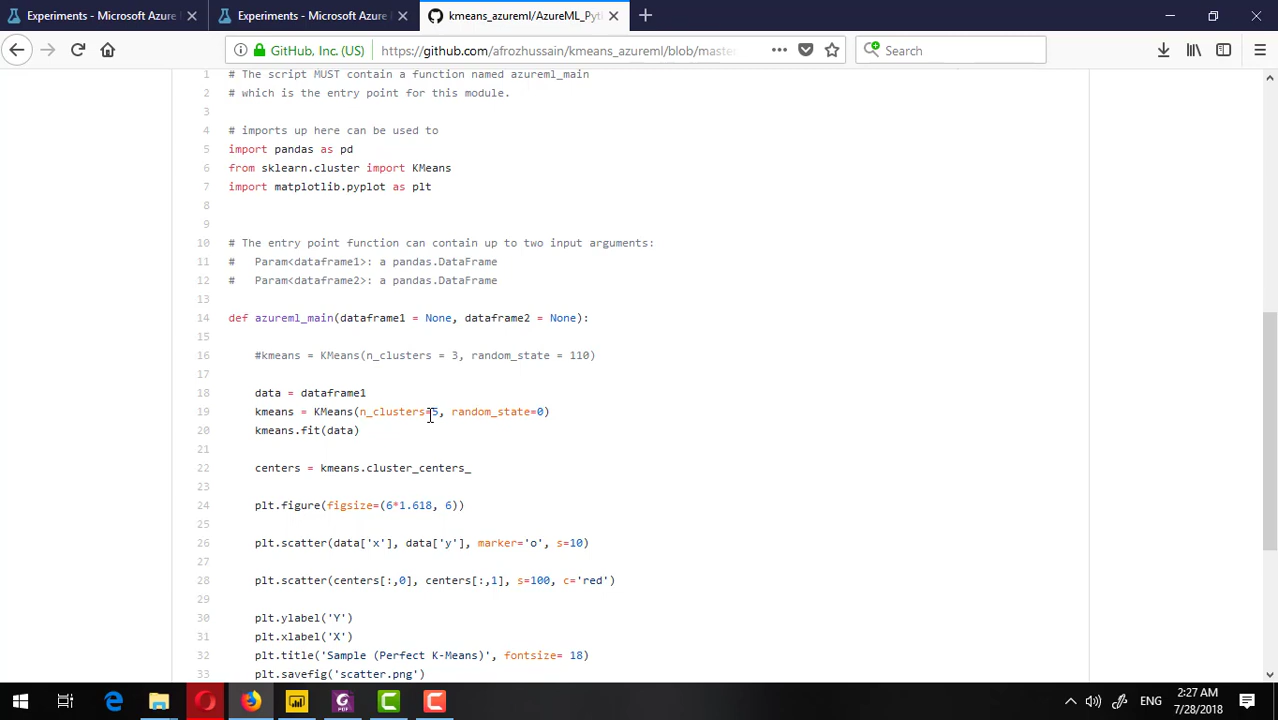 Experiments - Microsoft Azure
Experiments - Microsoft Azure
kmeans_azureml/AzureML_Pyt
GitHub, Inc. (US)
https://github.com/afrozhussain/kmeans_azureml/blob/master
Search
1 # The script MUST contain a function named azureml_main
2 # which is the entry point for this module.
3
4 # imports up here can be used to
5 import pandas as pd
6 from sklearn.cluster import KMeans
7 import matplotlib.pyplot as plt
8
9
10 # The entry point function can contain up to two input arguments:
11 #   Param<dataframe1>: a pandas.DataFrame
12 #   Param<dataframe2>: a pandas.DataFrame
13
14 def azureml_main(dataframe1 = None, dataframe2 = None):
15
16     #kmeans = KMeans(n_clusters = 3, random_state = 110)
17
18     data = dataframe1
19     kmeans = KMeans(n_clusters=5, random_state=0)
20     kmeans.fit(data)
21
22     centers = kmeans.cluster_centers_
23
24     plt.figure(figsize=(6*1.618, 6))
25
26     plt.scatter(data['x'], data['y'], marker='o', s=10)
27
28     plt.scatter(centers[:,0], centers[:,1], s=100, c='red')
29
30     plt.ylabel('Y')
31     plt.xlabel('X')
32     plt.title('Sample (Perfect K-Means)', fontsize= 18)
33     plt.savefig('scatter.png')
PDF
ENG
2:27 AM
7/28/2018